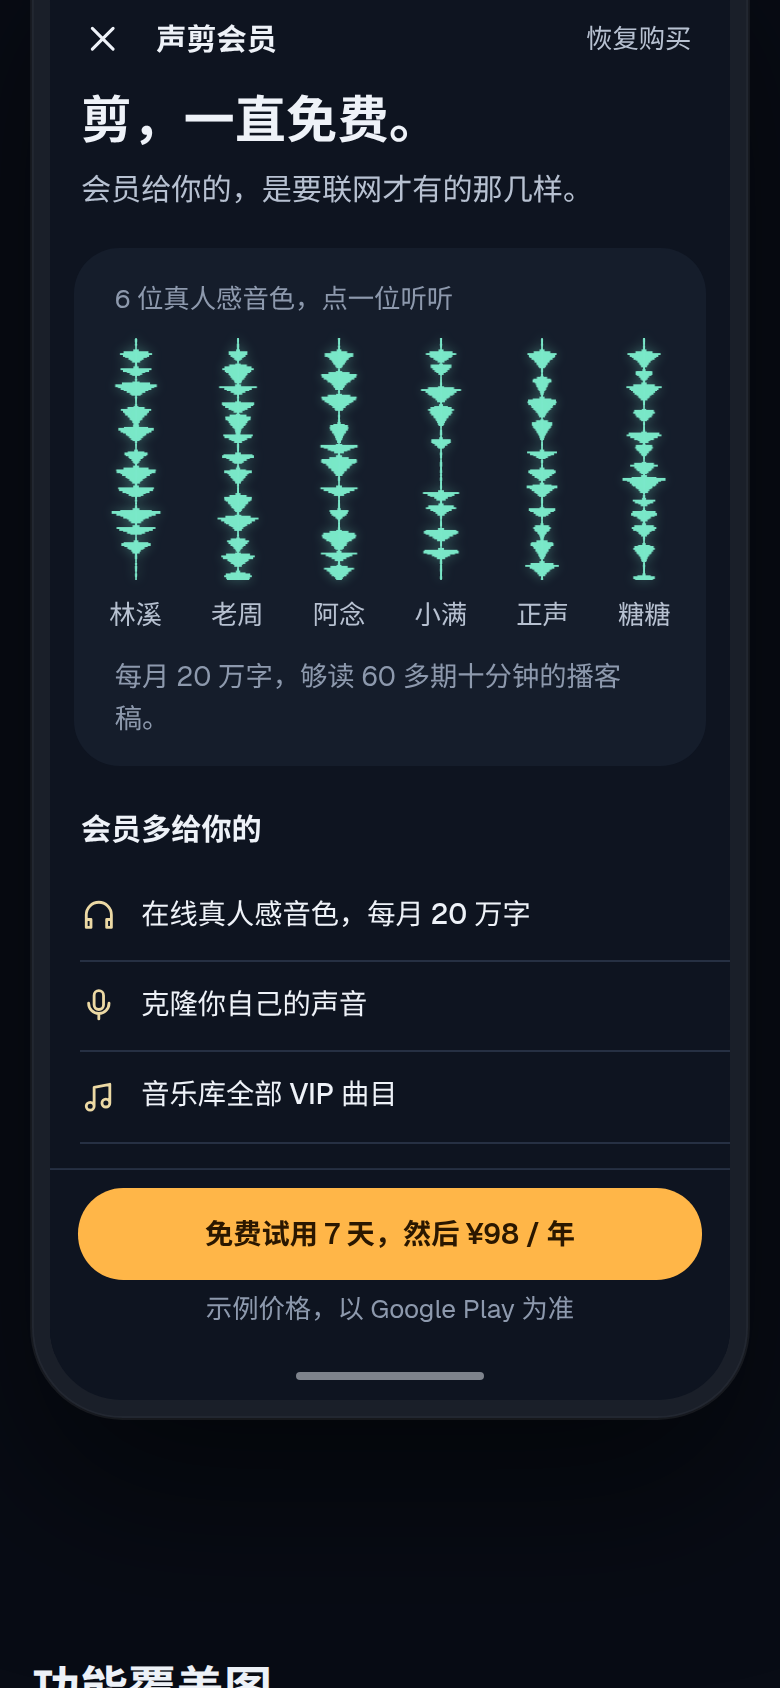 声剪会员
恢复购买
剪，一直免费。
会员给你的，是要联网才有的那几样。
6 位真人感音色，点一位听听
林溪 老周 阿念 小满 正声 糖糖
每月 20 万字，够读 60 多期十分钟的播客
稿。
会员多给你的
在线真人感音色，每月 20 万字
克隆你自己的声音
音乐库全部 VIP 曲目
免费试用 7 天，然后 ¥98 / 年
示例价格，以 Google Play 为准
功能覆盖图